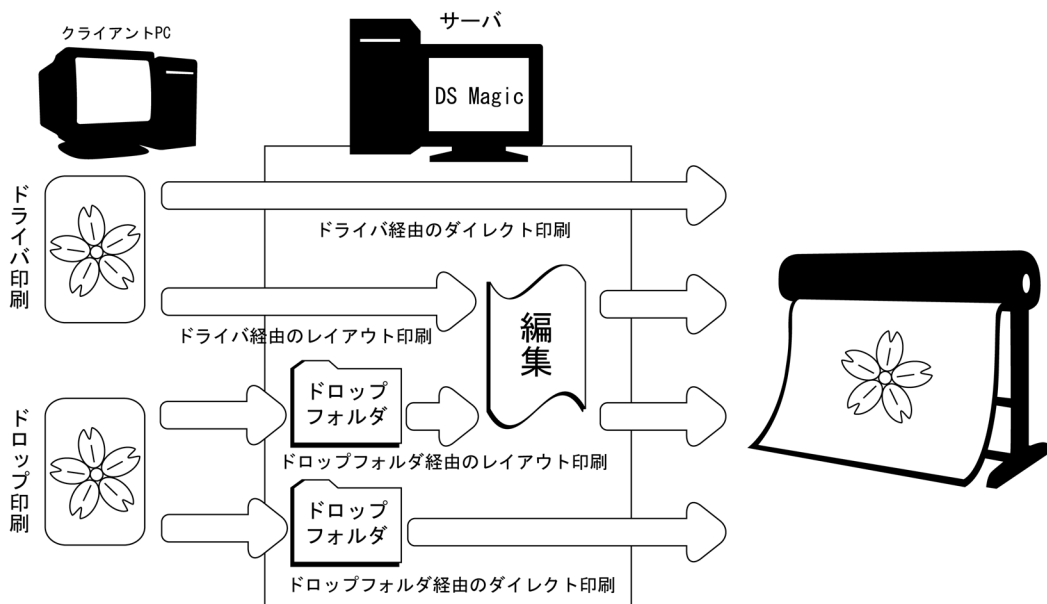 クライアントPC
サーバ
DS Magic
ドライバ印刷
ドライバ経由のダイレクト印刷
ドライバ経由のレイアウト印刷
編集
ドロップ印刷
ドロップ
フォルダ
ドロップフォルダ経由のレイアウト印刷
ドロップ
フォルダ
ドロップフォルダ経由のダイレクト印刷